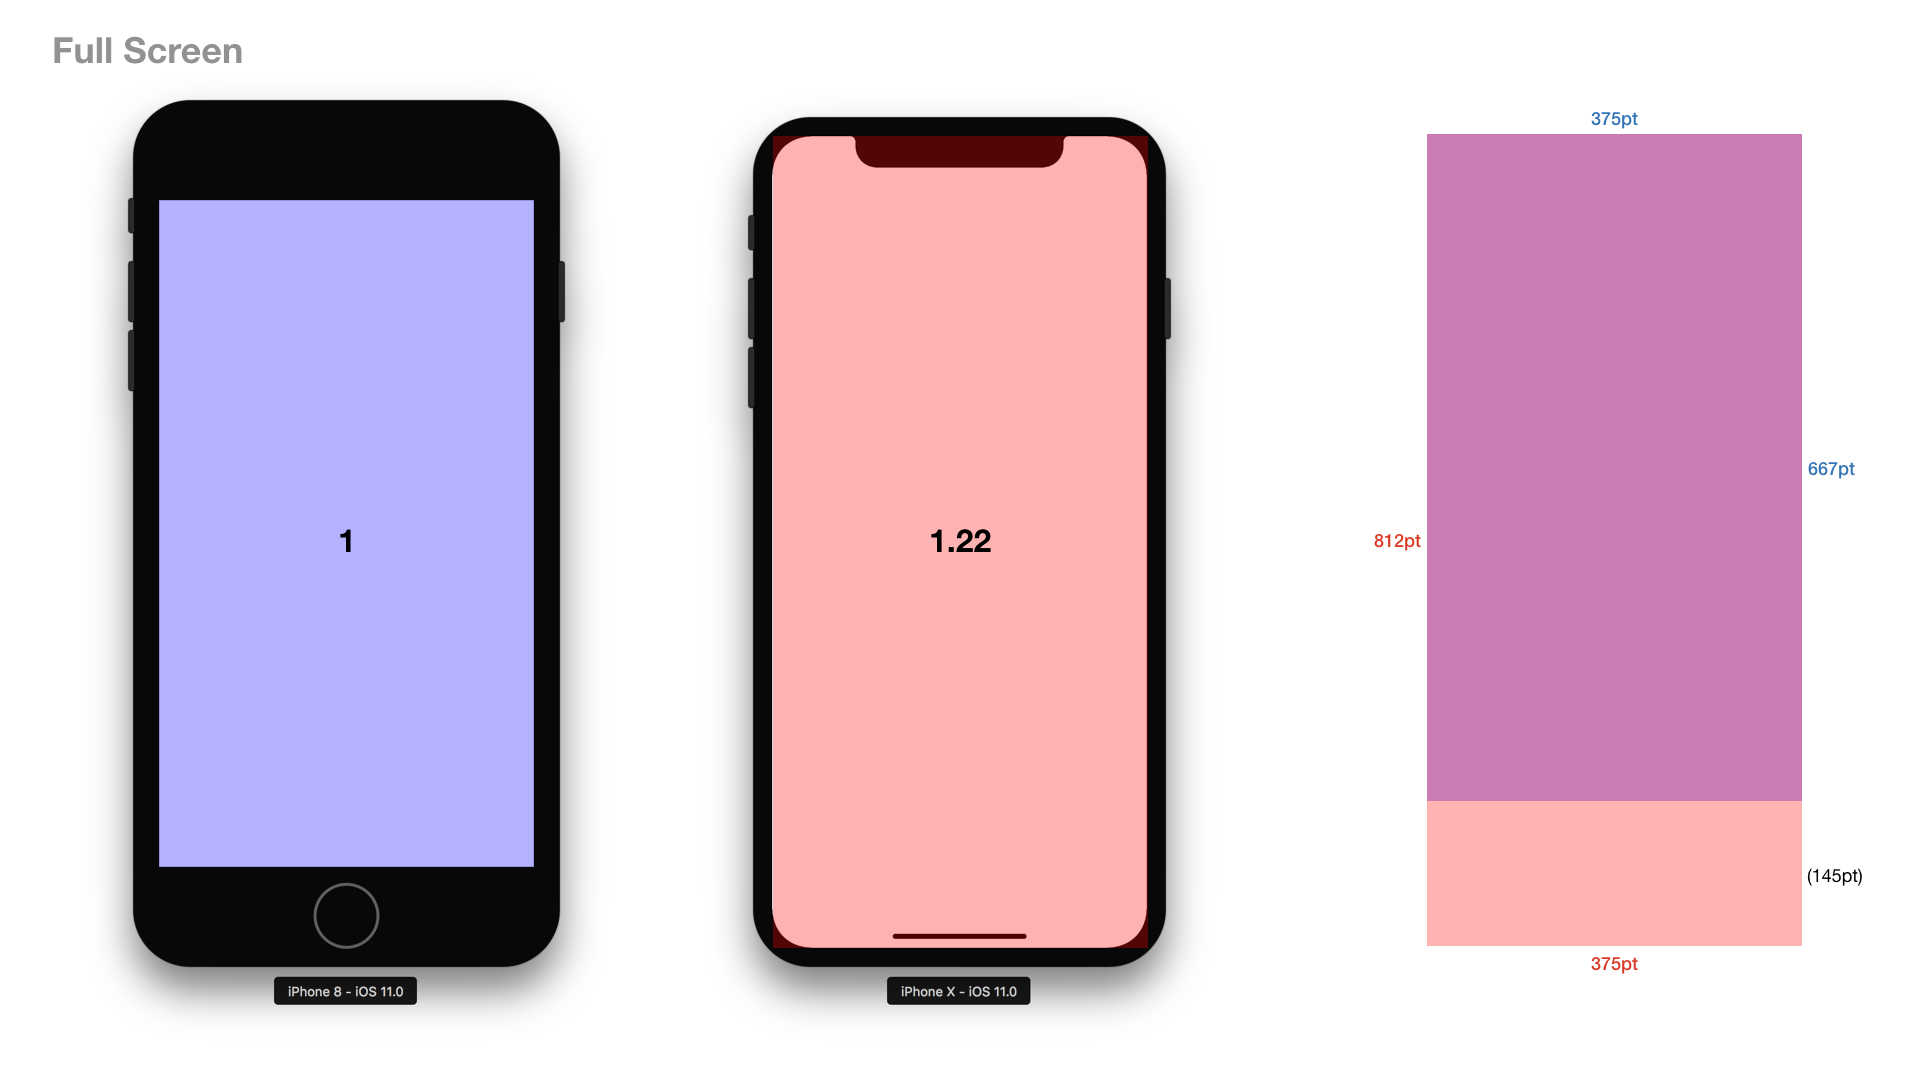 Full Screen
1
iPhone 8 - iOS 11.0
1.22
iPhone X - iOS 11.0
375pt
667pt
812pt
(145pt)
375pt